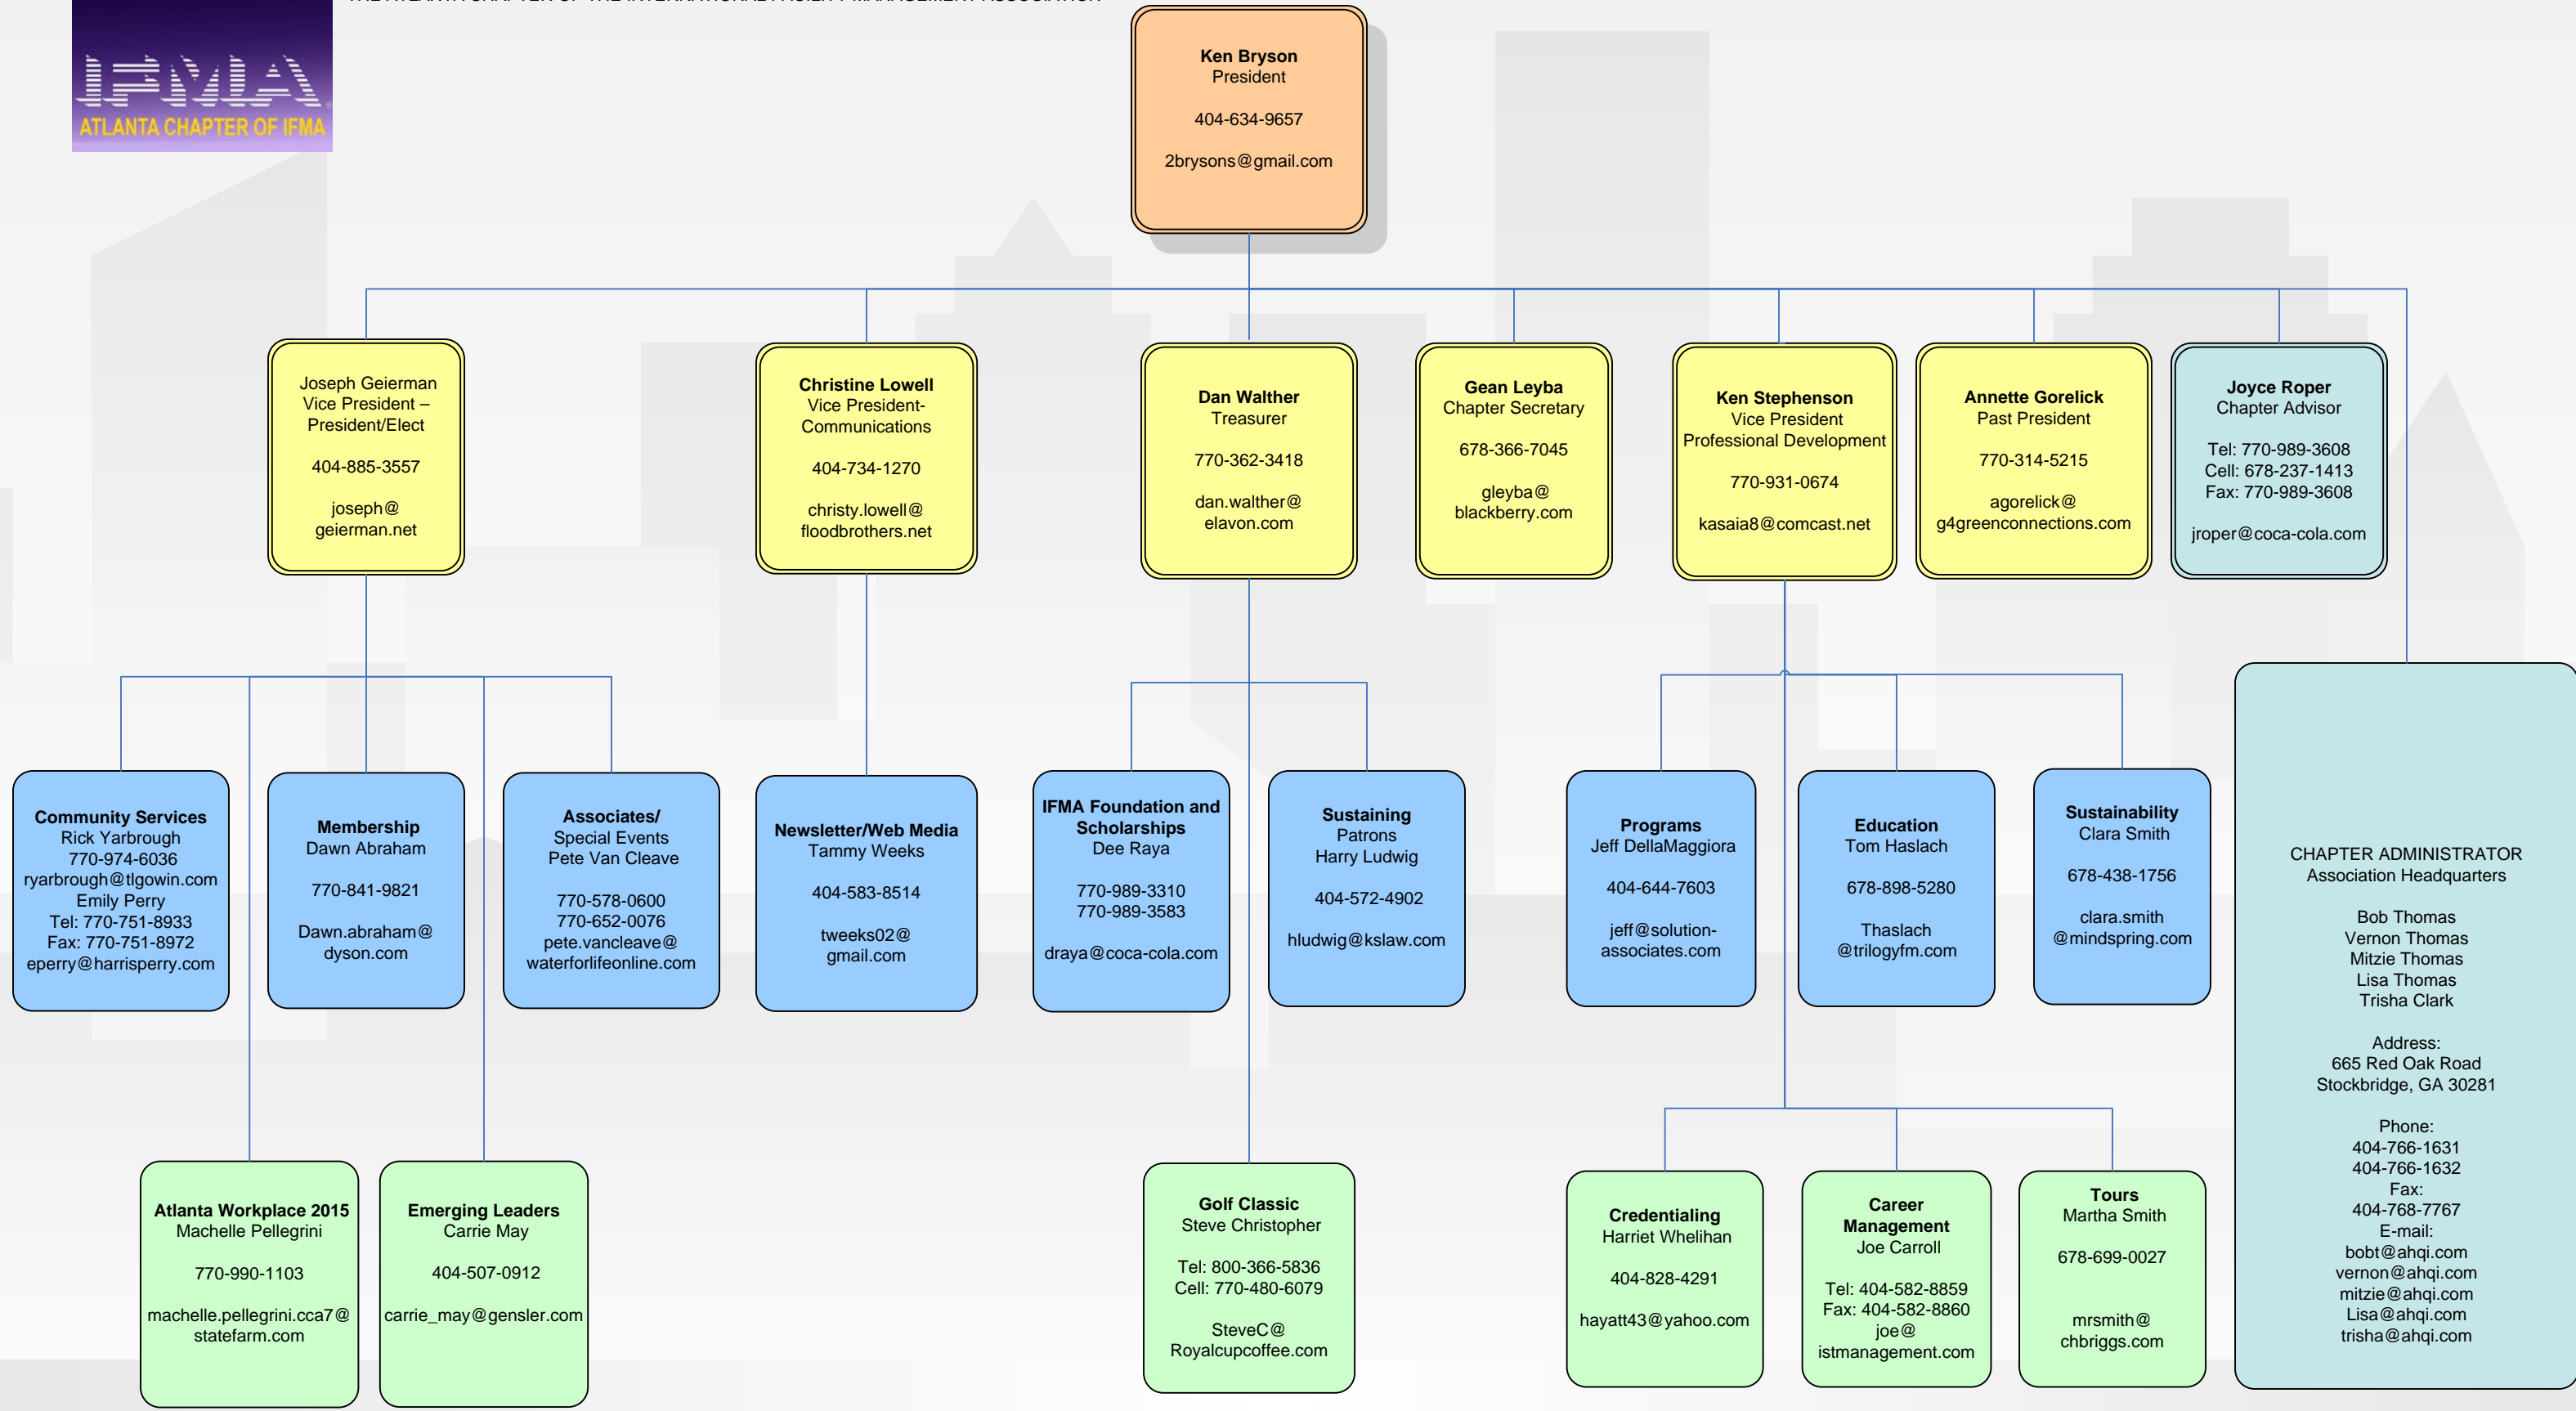 THE ATLANTA CHAPTER OF THE INTERNATIONAL FACILITY MANAGEMENT ASSOCIATION
IFMA
ATLANTA CHAPTER OF IFMA
Ken Bryson
President
404-634-9657
2brysons@gmail.com
Joseph Geierman
Vice President –
President/Elect
404-885-3557
joseph@
geierman.net
Christine Lowell
Vice President-
Communications
404-734-1270
christy.lowell@
floodbrothers.net
Dan Walther
Treasurer
770-362-3418
dan.walther@
elavon.com
Gean Leyba
Chapter Secretary
678-366-7045
gleyba@
blackberry.com
Ken Stephenson
Vice President
Professional Development
770-931-0674
kasaia8@comcast.net
Annette Gorelick
Past President
770-314-5215
agorelick@
g4greenconnections.com
Joyce Roper
Chapter Advisor
Tel: 770-989-3608
Cell: 678-237-1413
Fax: 770-989-3608
jroper@coca-cola.com
Community Services
Rick Yarbrough
770-974-6036
ryarbrough@tlgowin.com
Emily Perry
Tel: 770-751-8933
Fax: 770-751-8972
eperry@harrisperry.com
Membership
Dawn Abraham
770-841-9821
Dawn.abraham@
dyson.com
Associates/
Special Events
Pete Van Cleave
770-578-0600
770-652-0076
pete.vancleave@
waterforlifeonline.com
Newsletter/Web Media
Tammy Weeks
404-583-8514
tweeks02@
gmail.com
IFMA Foundation and
Scholarships
Dee Raya
770-989-3310
770-989-3583
draya@coca-cola.com
Sustaining
Patrons
Harry Ludwig
404-572-4902
hludwig@kslaw.com
Programs
Jeff DellaMaggiora
404-644-7603
jeff@solution-
associates.com
Education
Tom Haslach
678-898-5280
Thaslach
@trilogyfm.com
Sustainability
Clara Smith
678-438-1756
clara.smith
@mindspring.com
CHAPTER ADMINISTRATOR
Association Headquarters
Bob Thomas
Vernon Thomas
Mitzie Thomas
Lisa Thomas
Trisha Clark
Address:
665 Red Oak Road
Stockbridge, GA 30281
Phone:
404-766-1631
404-766-1632
Fax:
404-768-7767
E-mail:
bobt@ahqi.com
vernon@ahqi.com
mitzie@ahqi.com
Lisa@ahqi.com
trisha@ahqi.com
Atlanta Workplace 2015
Machelle Pellegrini
770-990-1103
machelle.pellegrini.cca7@
statefarm.com
Emerging Leaders
Carrie May
404-507-0912
carrie_may@gensler.com
Golf Classic
Steve Christopher
Tel: 800-366-5836
Cell: 770-480-6079
SteveC@
Royalcupcoffee.com
Credentialing
Harriet Whelihan
404-828-4291
hayatt43@yahoo.com
Career
Management
Joe Carroll
Tel: 404-582-8859
Fax: 404-582-8860
joe@
istmanagement.com
Tours
Martha Smith
678-699-0027
mrsmith@
chbriggs.com